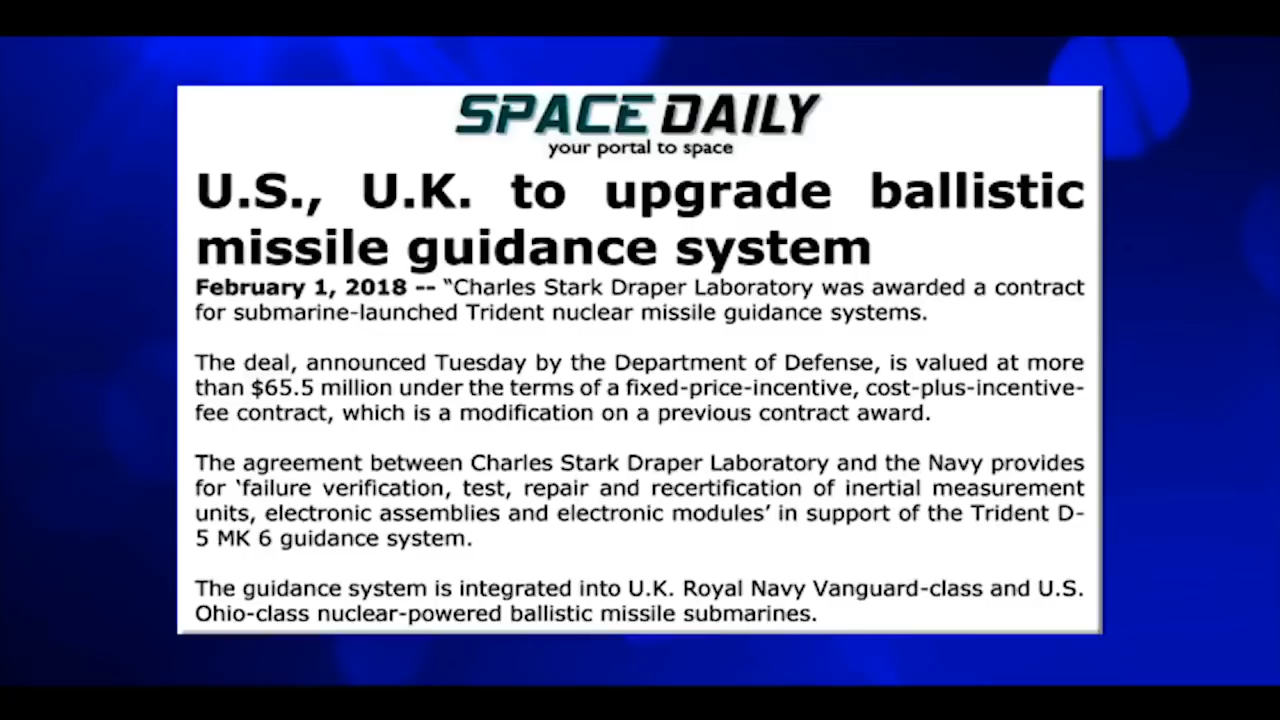 SPACE DAILY
your portal to space
U.S., U.K. to upgrade ballistic
missile guidance system
February 1, 2018 -- “Charles Stark Draper Laboratory was awarded a contract
for submarine-launched Trident nuclear missile guidance systems.
The deal, announced Tuesday by the Department of Defense, is valued at more
than $65.5 million under the terms of a fixed-price-incentive, cost-plus-incentive-
fee contract, which is a modification on a previous contract award.
The agreement between Charles Stark Draper Laboratory and the Navy provides
for ‘failure verification, test, repair and recertification of inertial measurement
units, electronic assemblies and electronic modules’ in support of the Trident D-
5 MK 6 guidance system.
The guidance system is integrated into U.K. Royal Navy Vanguard-class and U.S.
Ohio-class nuclear-powered ballistic missile submarines.